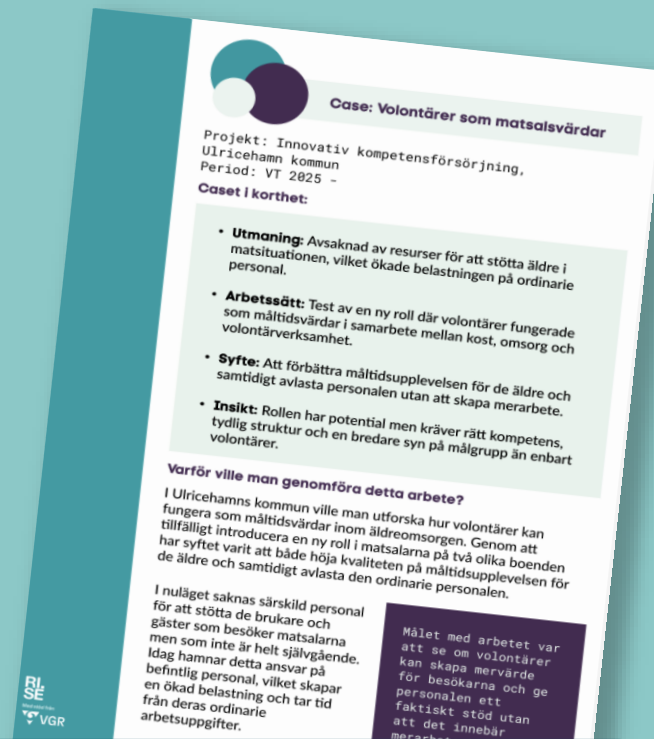 Case: Volontärer som matsalsvärdar
Projekt: Innovativ kompetensförsörjning,
Ulricehamn kommun
Period: VT 2025 -
Caset i korthet:
• Utmaning: Avsaknad av resurser för att stötta äldre i
matsituationen, vilket ökade belastningen på ordinarie
personal.
• Arbetssätt: Test av en ny roll där volontärer fungerade
som måltidsvärdar i samarbete mellan kost, omsorg och
volontärverksamhet.
• Syfte: Att förbättra måltidsupplevelsen för de äldre och
samtidigt avlasta personalen utan att skapa merarbete.
• Insikt: Rollen har potential men kräver rätt kompetens,
tydlig struktur och en bredare syn på målgrupp än enbart
volontärer.
Varför ville man genomföra detta arbete?
I Ulricehamns kommun ville man utforska hur volontärer kan
fungera som måltidsvärdar inom äldreomsorgen. Genom att
tillfälligt introducera en ny roll i matsalarna på två olika boenden
har syftet varit att både höja kvaliteten på måltidsupplevelsen för
de äldre och samtidigt avlasta den ordinarie personalen.
I nuläget saknas särskild personal
för att stötta de brukare och
gäster som besöker matsalarna
men som inte är helt självgående.
Idag hamnar detta ansvar på
befintlig personal, vilket skapar
en ökad belastning och tar tid
från deras ordinarie
arbetsuppgifter.
Målet med arbetet var
att se om volontärer
kan skapa mervärde
för besökarna och ge
personalen ett
faktiskt stöd utan
att det innebär
RI.
SE
VGR